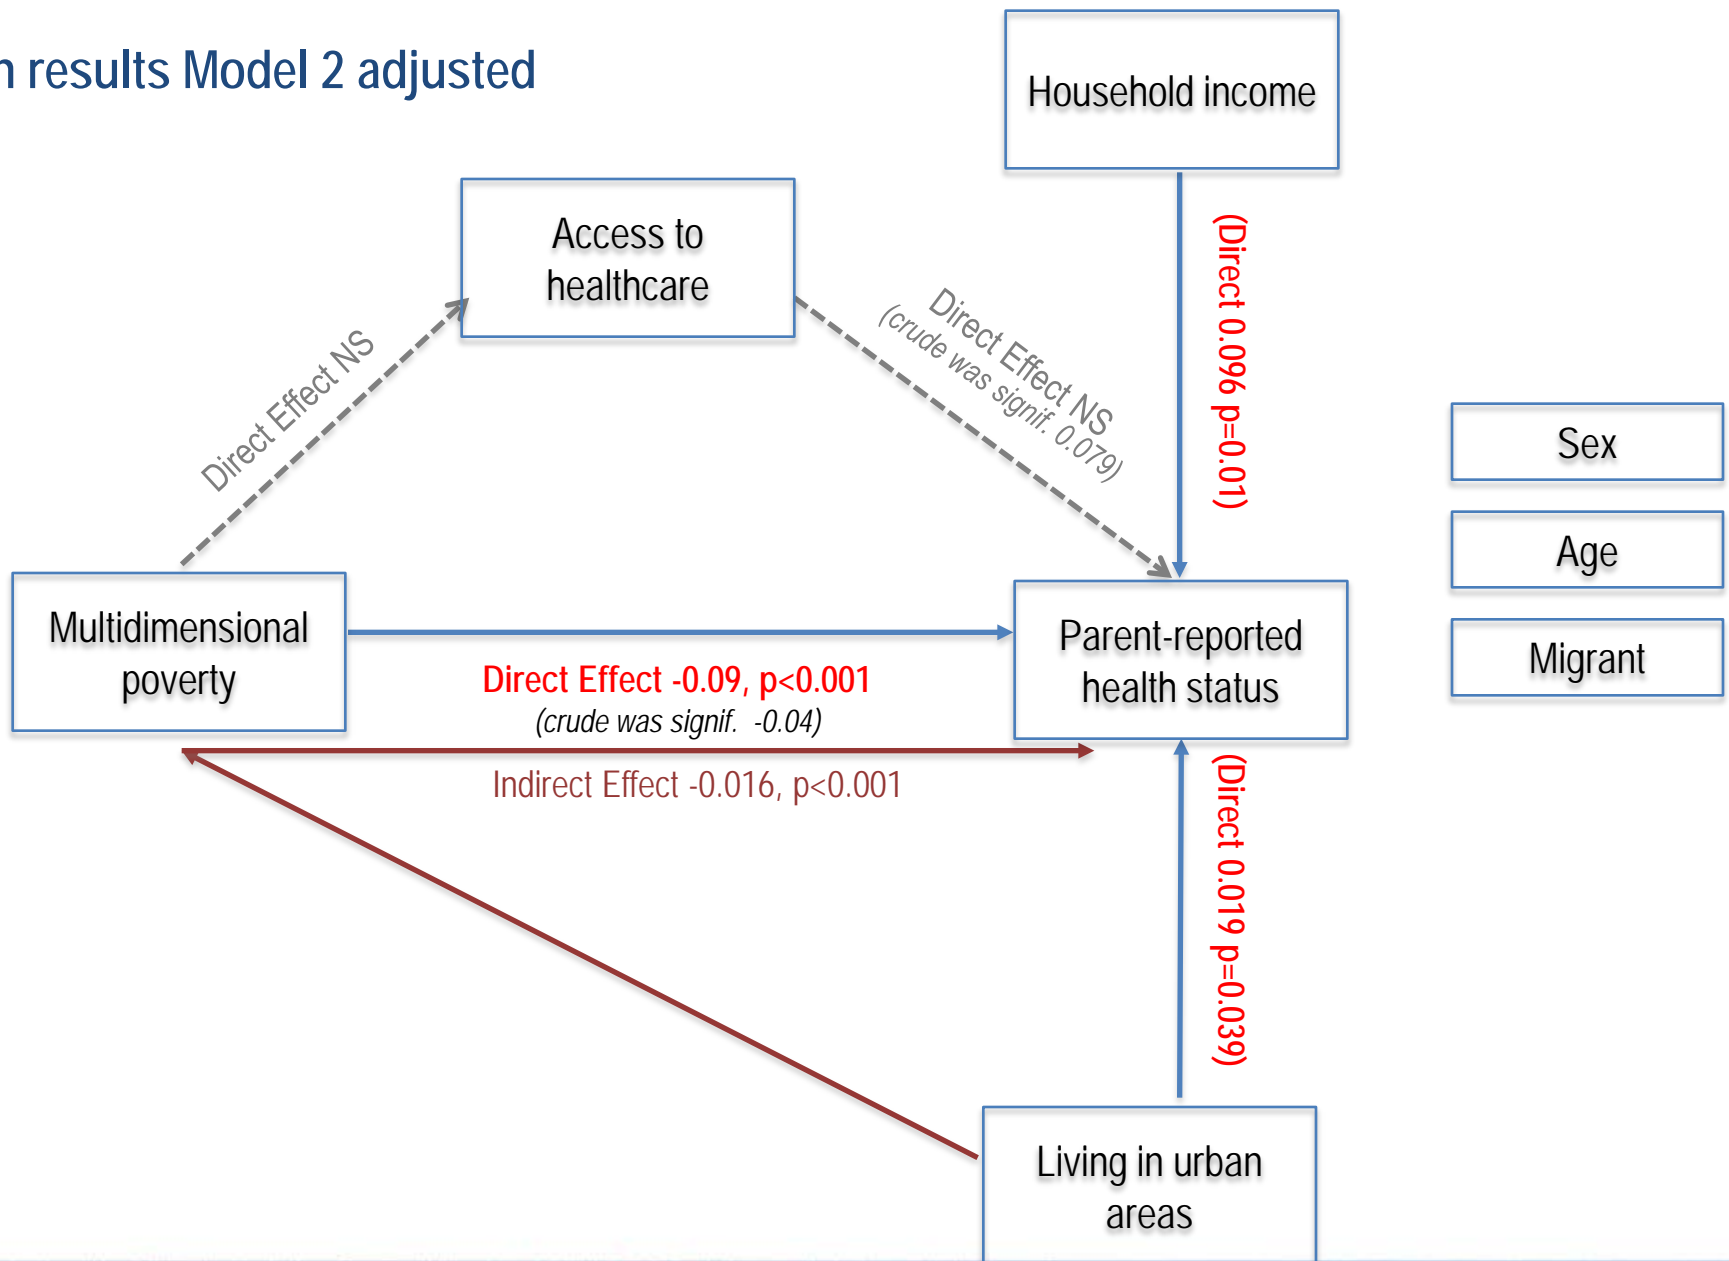 results Model 2 adjusted
Household income
Access to
healthcare
(Direct 0.096 p=0.01)
Direct Effect NS
Direct Effect NS
(crude was signif. 0.079)
Sex
Age
Migrant
Multidimensional
poverty
Parent-reported
health status
Direct Effect -0.09, p<0.001
(crude was signif. -0.04)
Indirect Effect -0.016, p<0.001
(Direct 0.019 p=0.039)
Living in urban
areas